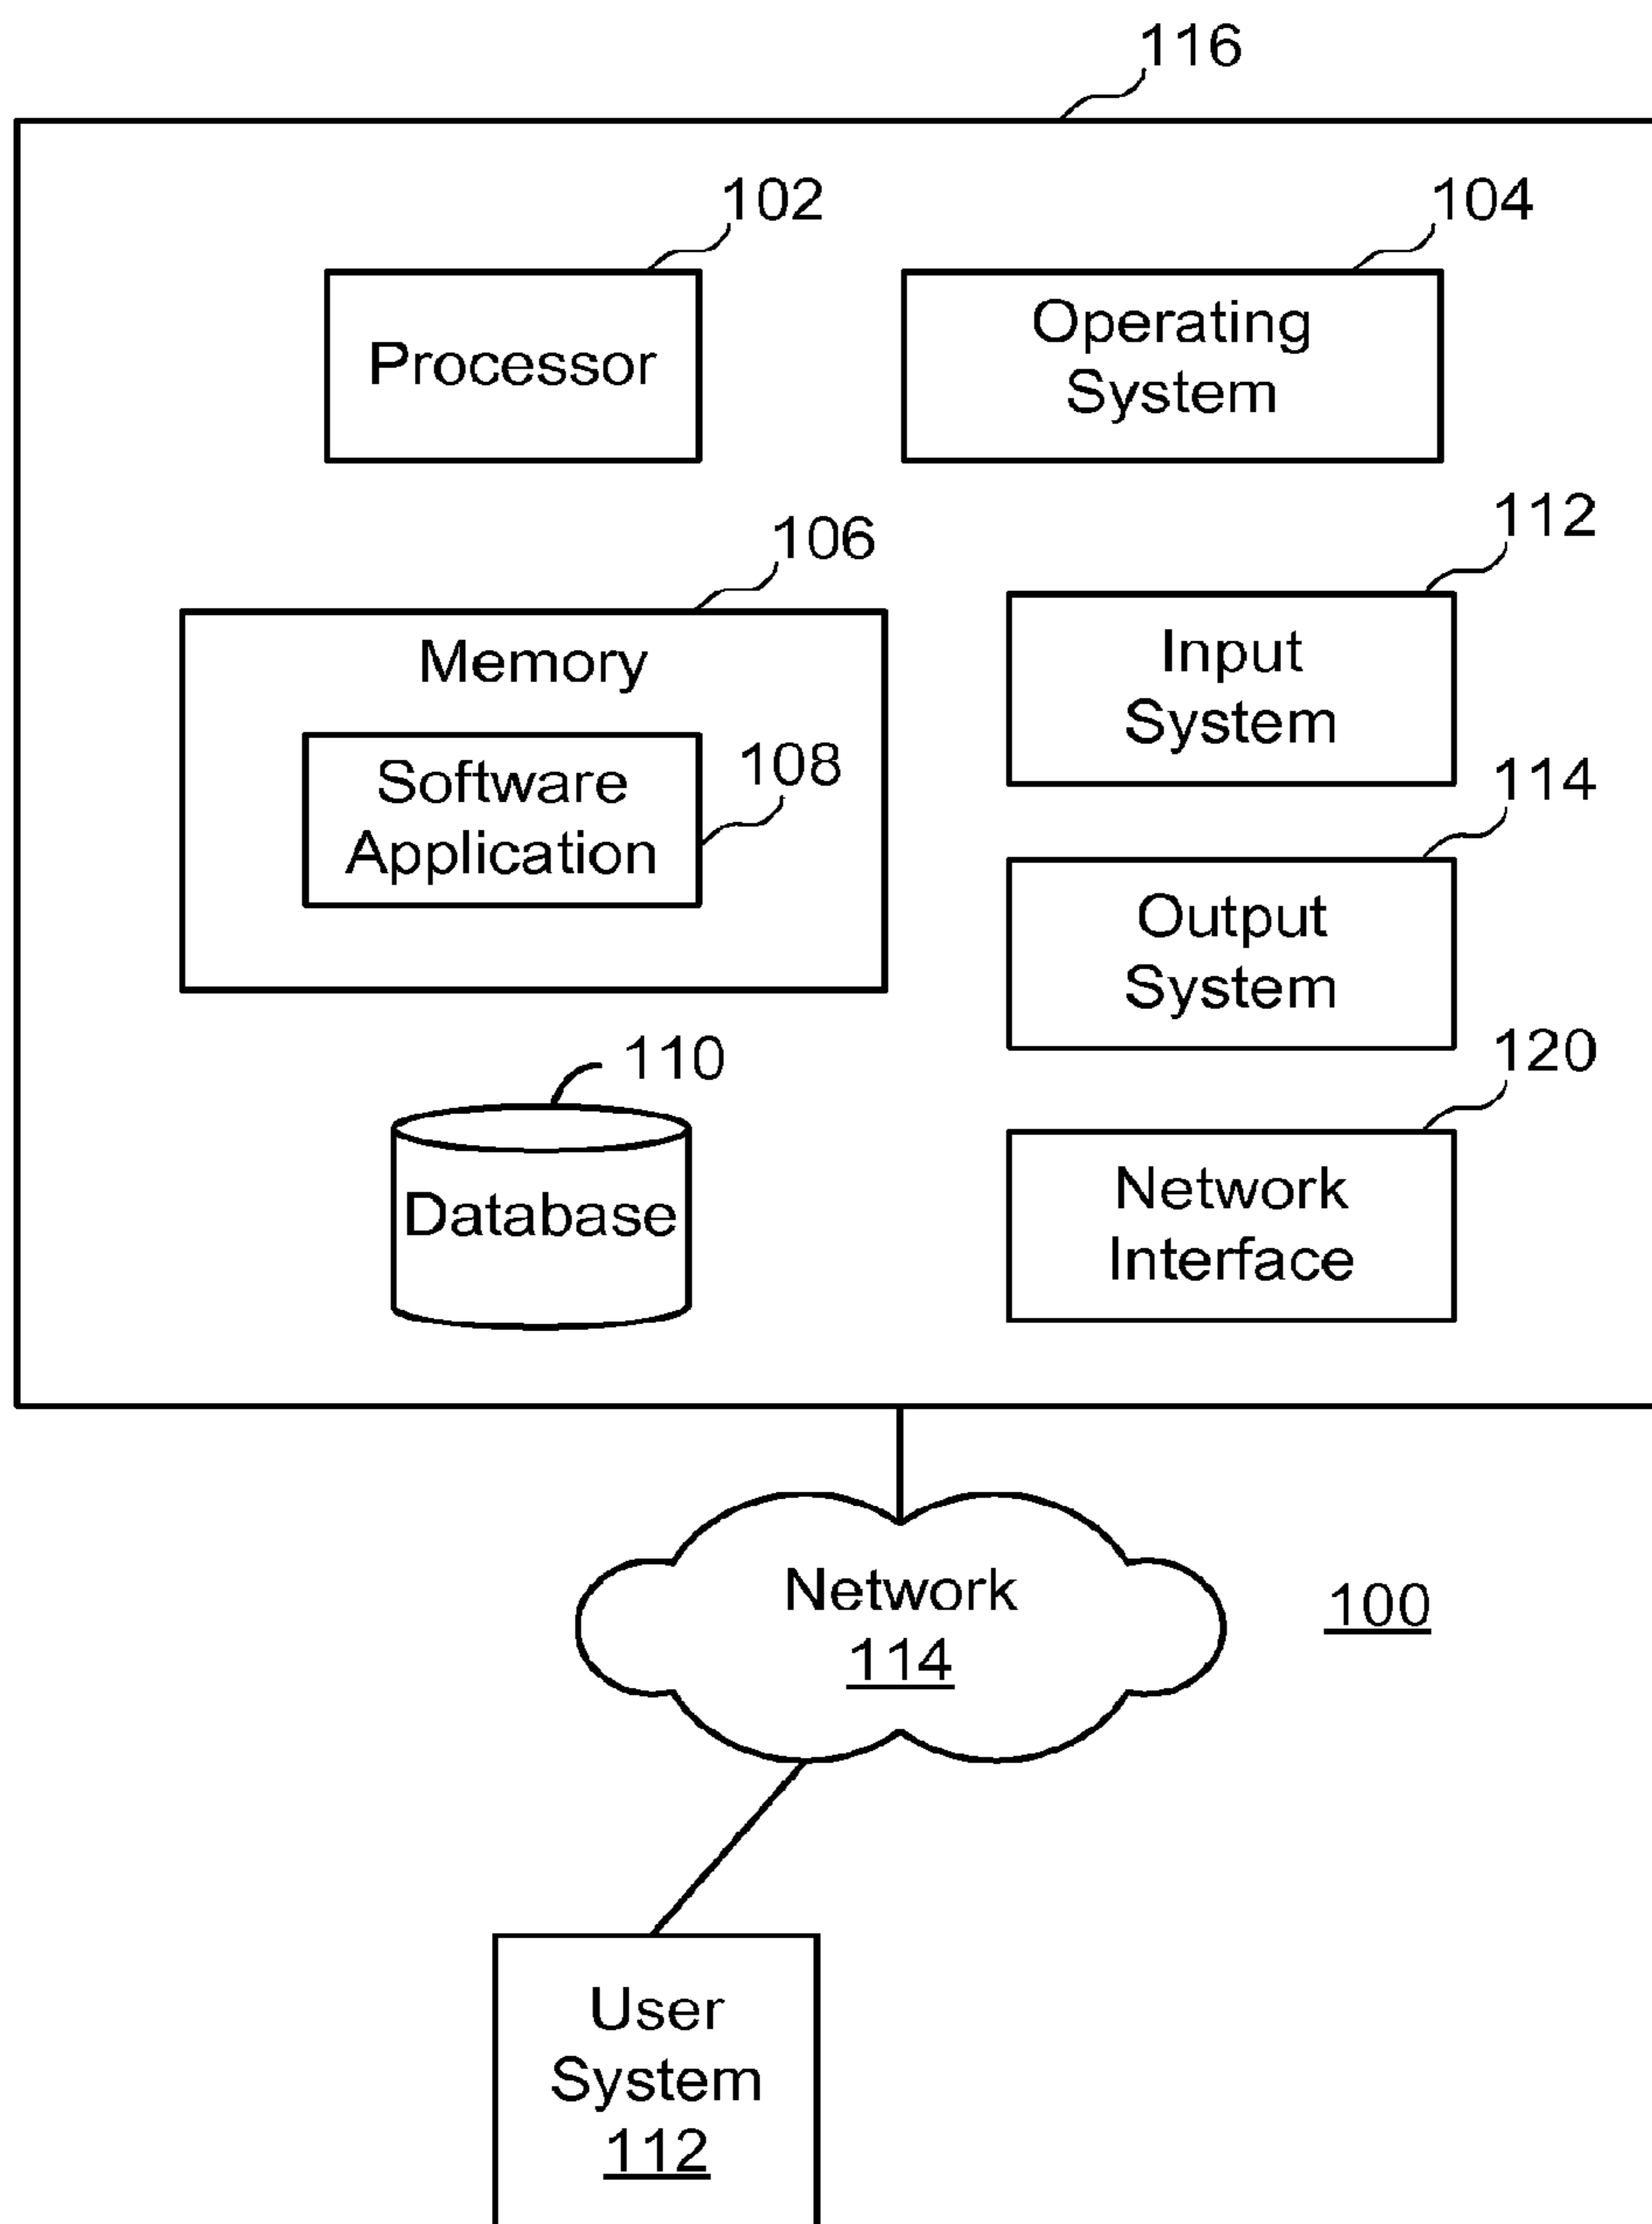 116
102
104
Processor
Operating
System
106
112
Memory
Input
System
Software
Application
108
114
Output
System
110
120
Database
Network
Interface
Network
114
100
User
System
112